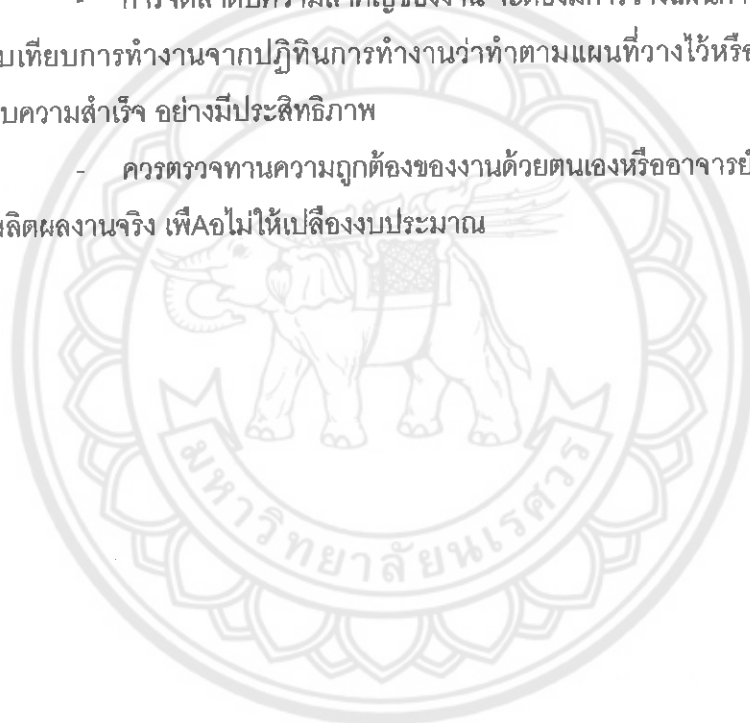 - การจัดลำดับความสำคัญของงาน จะต้องมีการวางแผนการ
บเทียบการทำงานจากปฏิทินการทำงานว่าทำตามแผนที่วางไว้หรือ
บความสำเร็จ อย่างมีประสิทธิภาพ
- ควรตรวจทานความถูกต้องของงานด้วยตนเองหรืออาจารย์
ผลิตผลงานจริง เพืAอไม่ให้เปลืองงบประมาณ
มหาวิทยาลัยนเรศวร